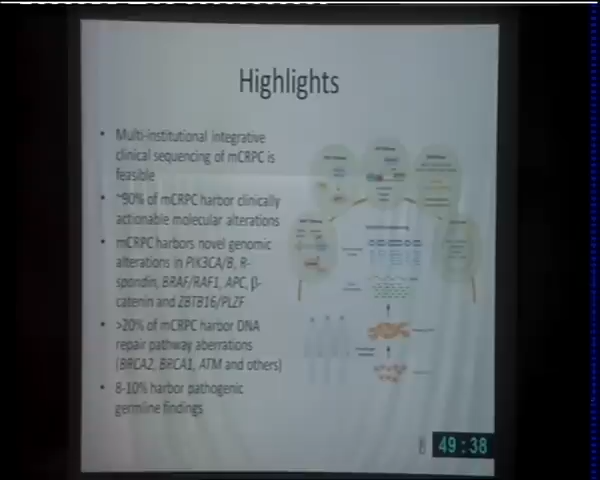 Highlights
• Multi-institutional integrative
clinical sequencing of mCRPC is
feasible
• ~90% of mCRPC harbor clinically
actionable molecular alterations
• mCRPC harbors novel genomic
alterations in PIK3CA/B, R-
spondin, BRAF/RAF1, APC, β-
catenin and ZBTB16/PLZF
• >20% of mCRPC harbor DNA
repair pathway aberrations
(BRCA2, BRCA1, ATM and others)
• 8-10% harbor pathogenic
germline findings
49:38